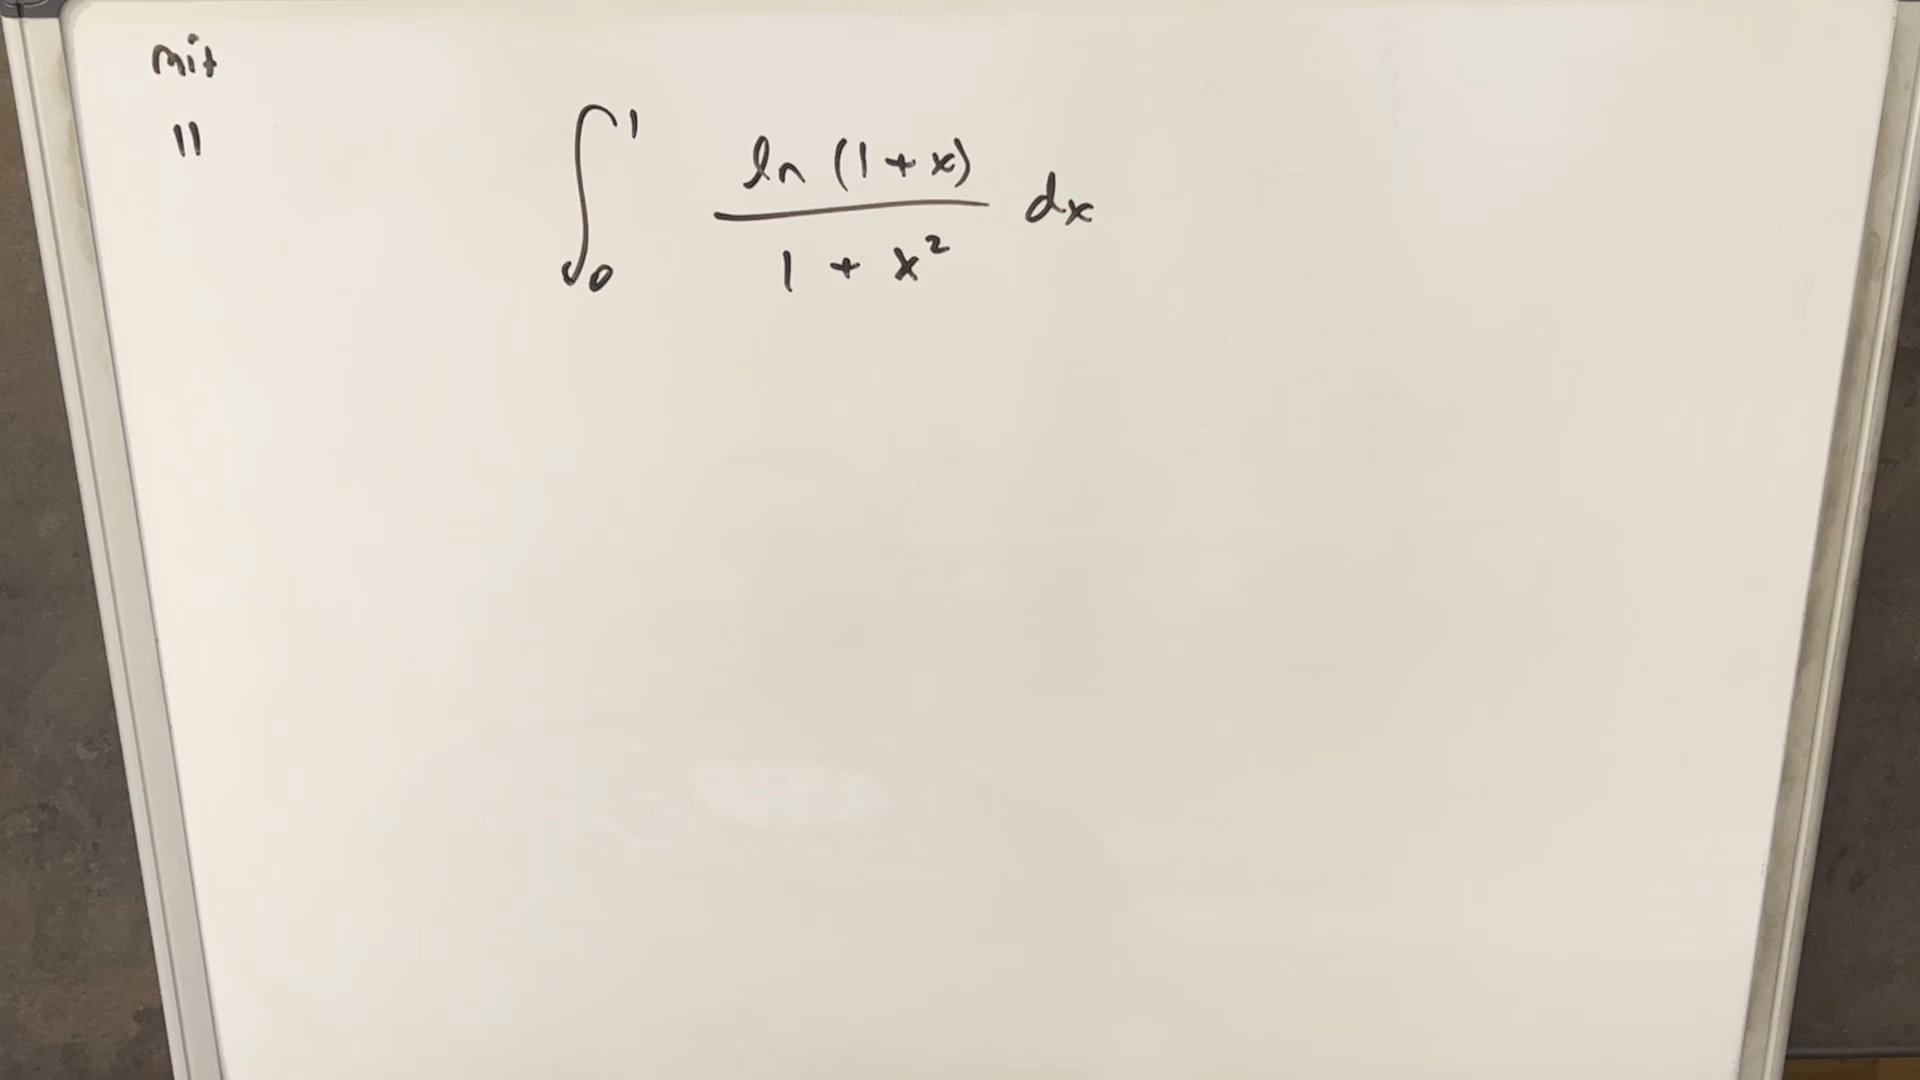 mit
11
∫₀¹ ln (1 + x) / 1 + x² dx